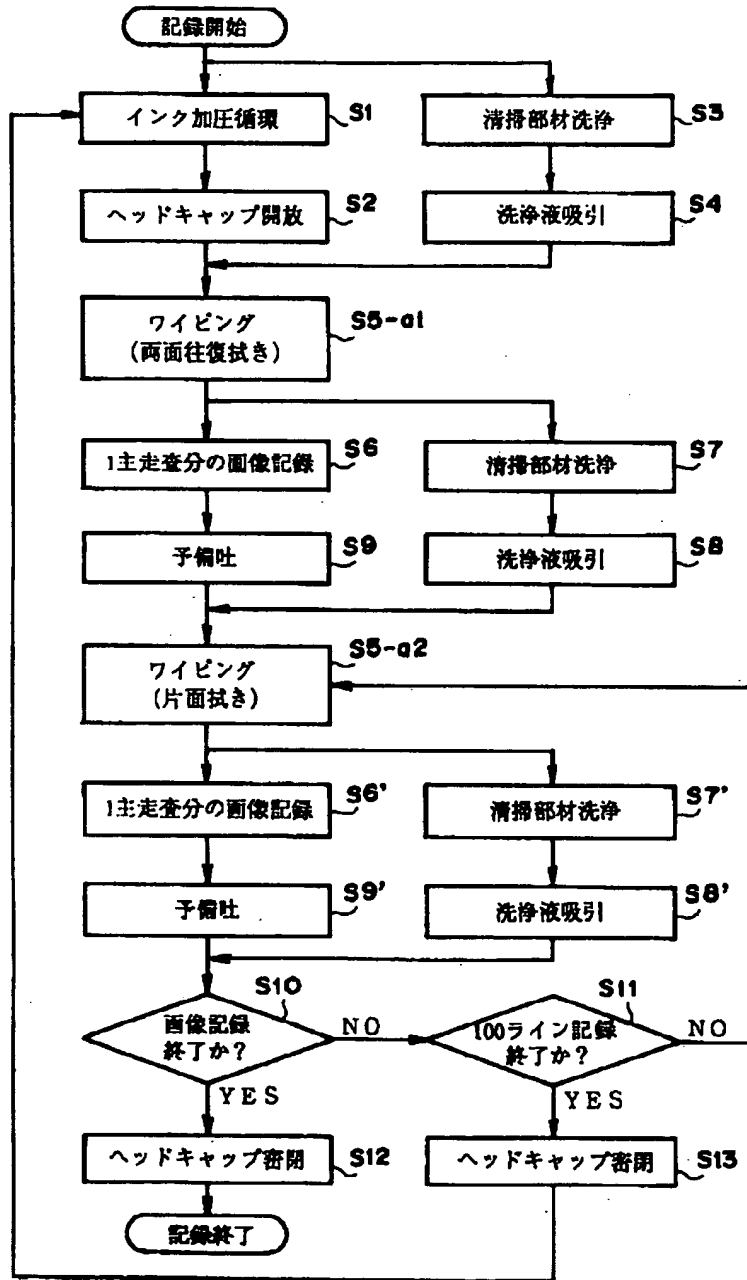 記録開始
インク加圧循環
S1
清掃部材洗浄
S3
ヘッドキャップ開放
S2
洗浄液吸引
S4
ワイピング
(両面往復拭き)
S5-a1
1主走査分の画像記録
S6
清掃部材洗浄
S7
予備吐
S9
洗浄液吸引
S8
ワイピング
(片面拭き)
S5-a2
1主走査分の画像記録
S6'
清掃部材洗浄
S7'
予備吐
S9'
洗浄液吸引
S8'
画像記録
終了か?
S10
NO
100ライン記録
終了か?
S11
NO
YES
YES
ヘッドキャップ密閉
S12
ヘッドキャップ密閉
S13
記録終了